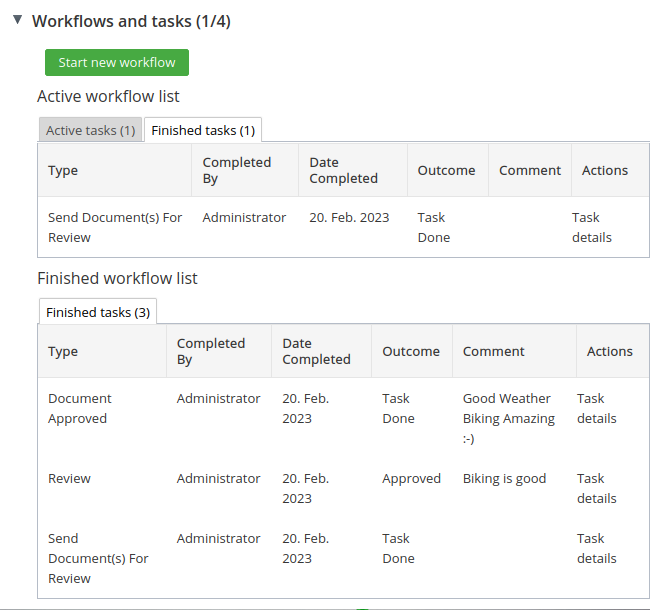 ▼ Workflows and tasks (1/4)
Start new workflow
Active workflow list
Active tasks (1) Finished tasks (1)
Type Completed By Date Completed Outcome Comment Actions
Send Document(s) For Review Administrator 20. Feb. 2023 Task Done Task details
Finished workflow list
Finished tasks (3)
Type Completed By Date Completed Outcome Comment Actions
Document Approved Administrator 20. Feb. 2023 Task Done Good Weather Biking Amazing :-) Task details
Review Administrator 20. Feb. 2023 Approved Biking is good Task details
Send Document(s) For Review Administrator 20. Feb. 2023 Task Done Task details